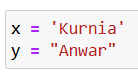 x = 'Kurnia'
y = "Anwar"